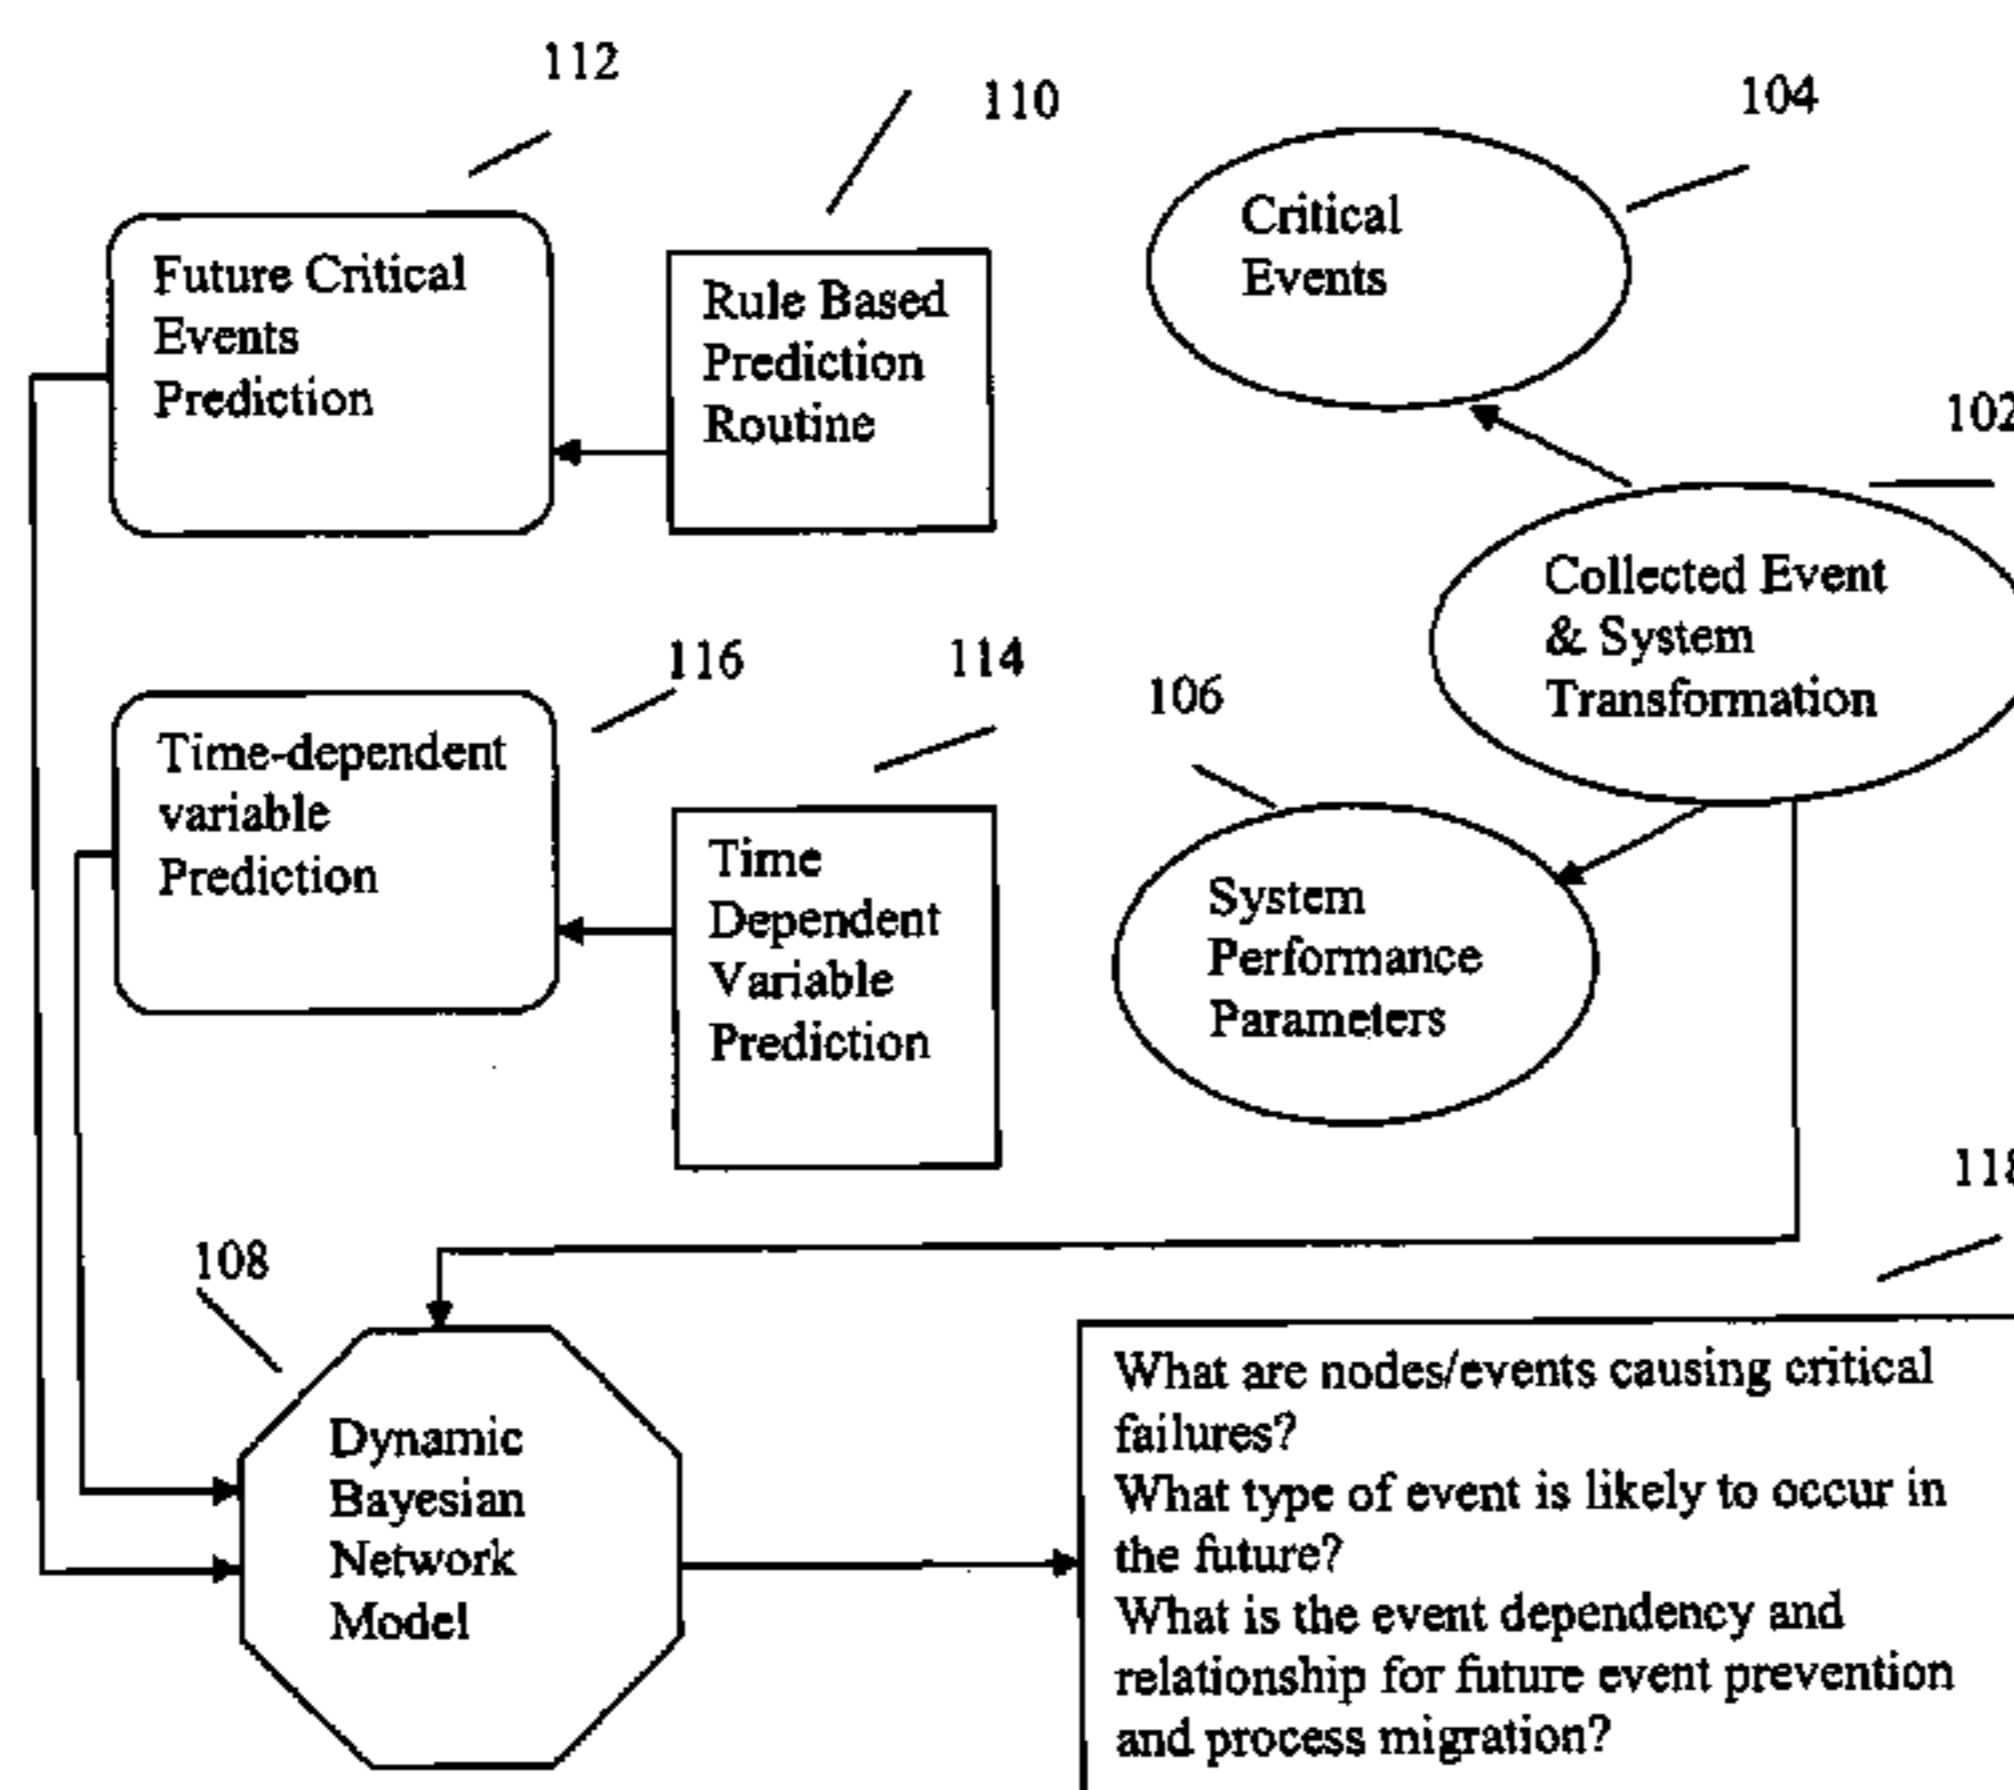 112
110
104
Future Critical
Events
Prediction
Rule Based
Prediction
Routine
Critical
Events
102
Collected Event
& System
Transformation
116
114
106
Time-dependent
variable
Prediction
Time
Dependent
Variable
Prediction
System
Performance
Parameters
118
108
Dynamic
Bayesian
Network
Model
What are nodes/events causing critical
failures?
What type of event is likely to occur in
the future?
What is the event dependency and
relationship for future event prevention
and process migration?